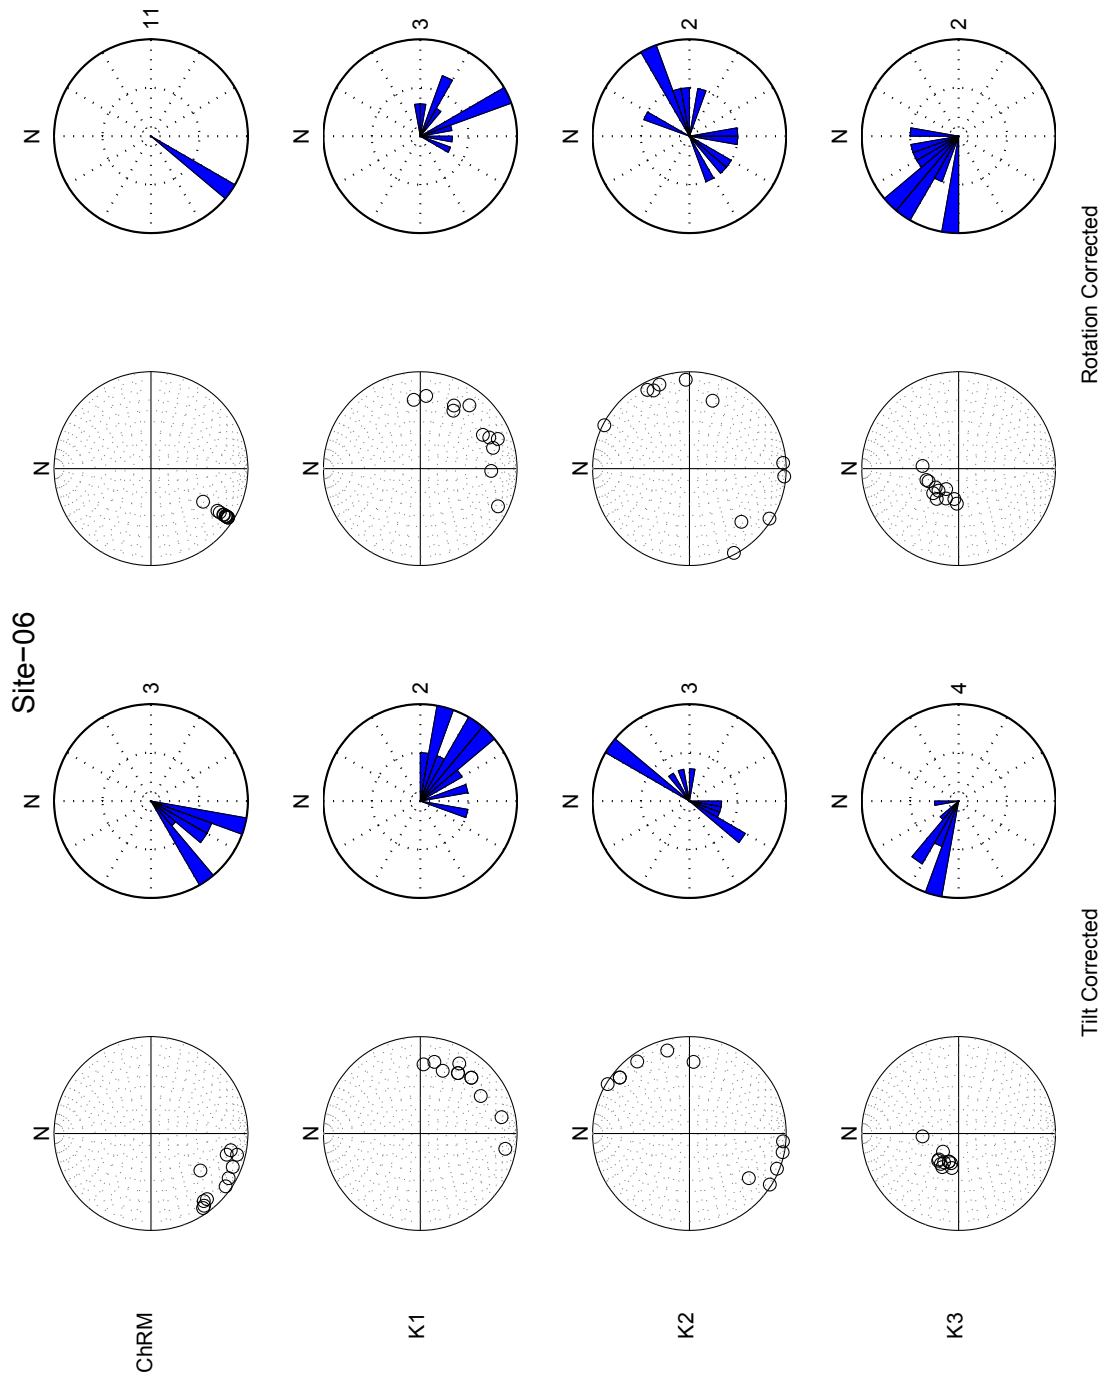 Site−06
N N N N
ChRM 3 11
N N N N
K1 2 3
N N N N
K2 3 2
N N N N
K3 4 2
Tilt Corrected Rotation Corrected